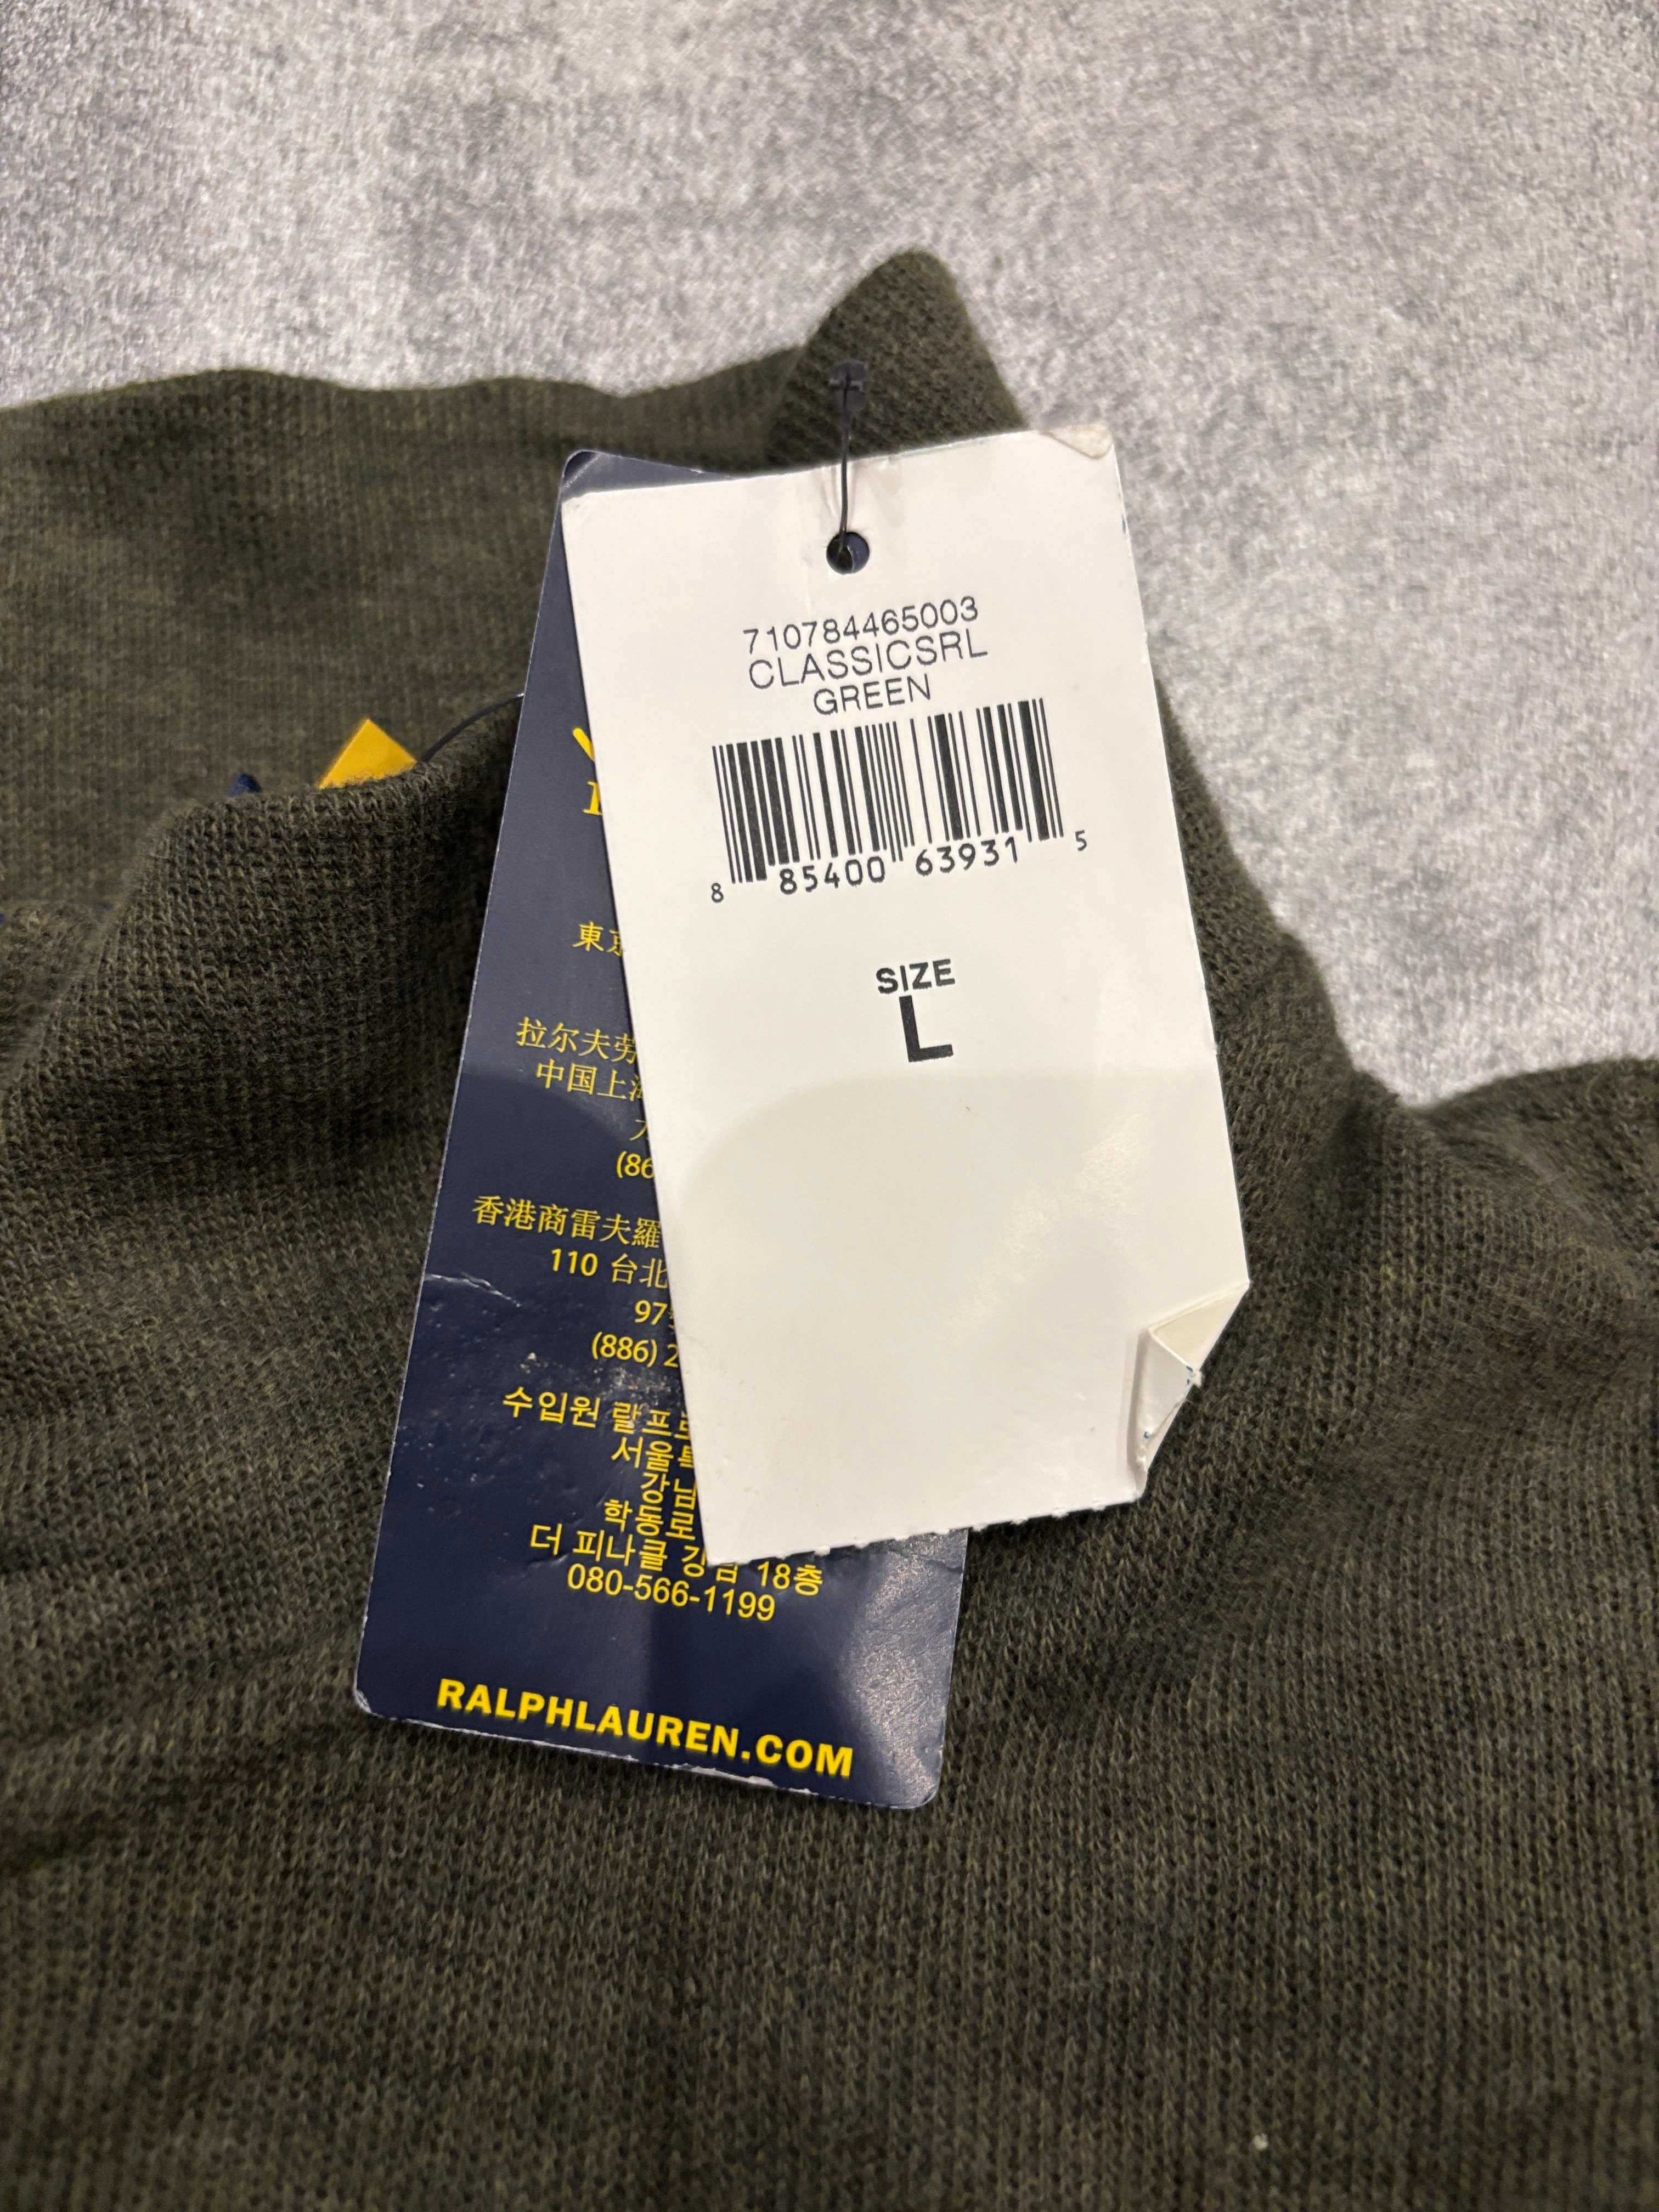 710784465003
CLASSICSRL
GREEN
8 85400 63931 5
SIZE
L
拉尔夫劳
中国上海
(86
香港商雷夫羅
110 台北
97
(886) 2
수입원 랄프로
서울특
강남
학동로
더 피나클 강남 18층
080-566-1199
RALPHLAUREN.COM